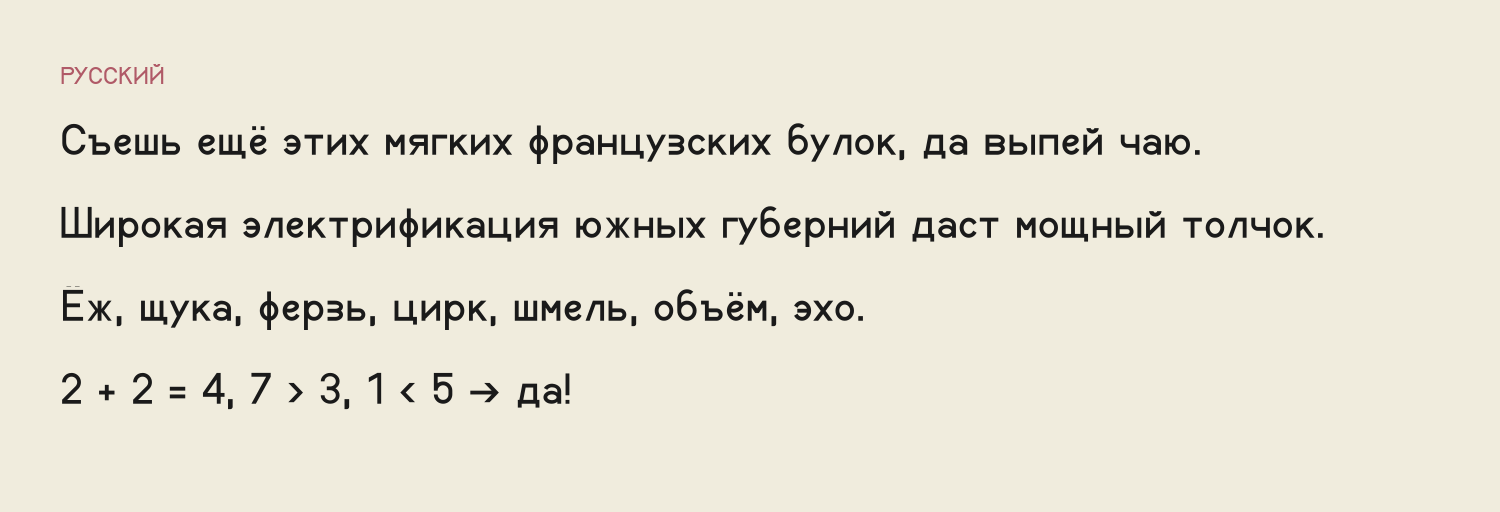 РУССКИЙ
Съешь ещё этих мягких французских булок, да выпей чаю.
Широкая электрификация южных губерний даст мощный толчок.
Ёж, щука, ферзь, цирк, шмель, объём, эхо.
2 + 2 = 4, 7 > 3, 1 < 5 → да!